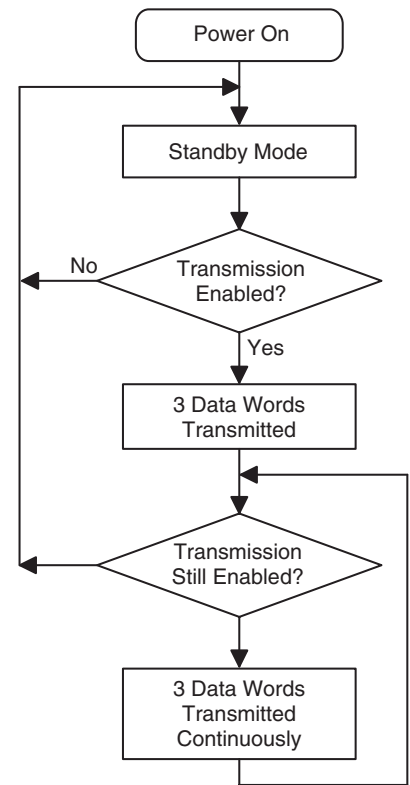 Power On
Standby Mode
Transmission
Enabled?
No
Yes
3 Data Words
Transmitted
Transmission
Still Enabled?
3 Data Words
Transmitted
Continuously